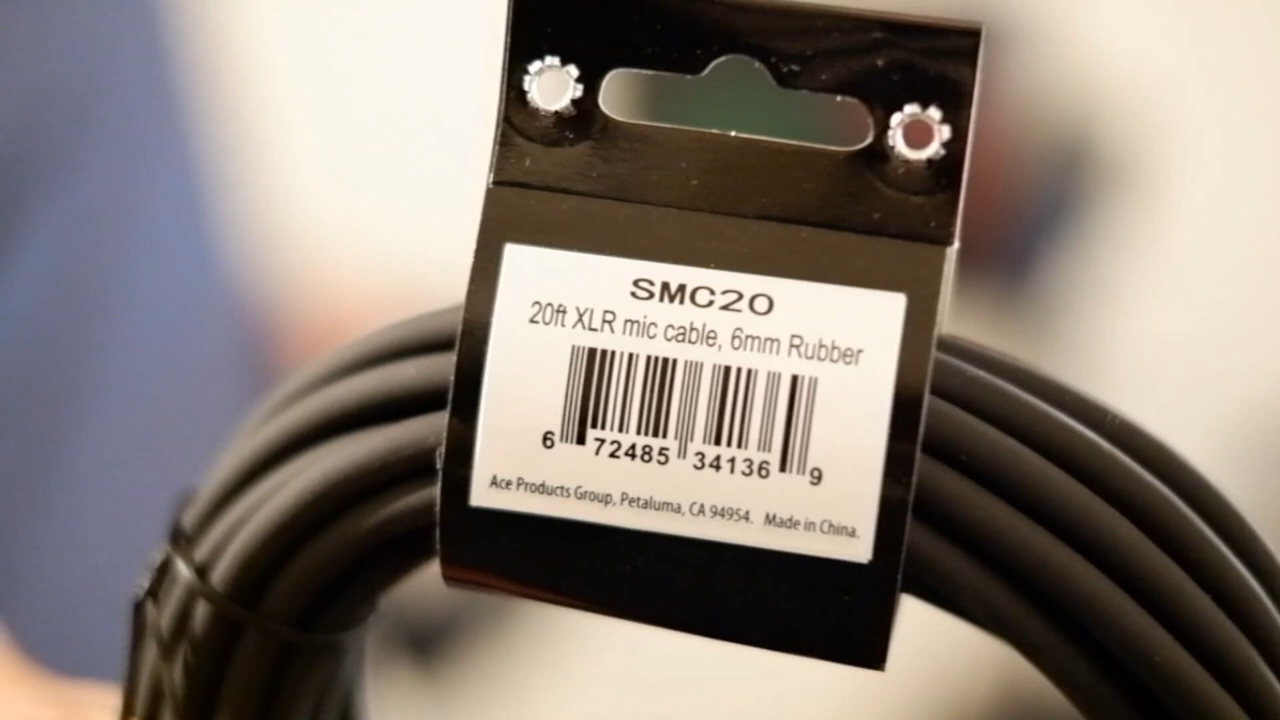 SMC20
20ft XLR mic cable, 6mm Rubber
6 72485 34136 9
Ace Products Group, Petaluma, CA 94954. Made in China.